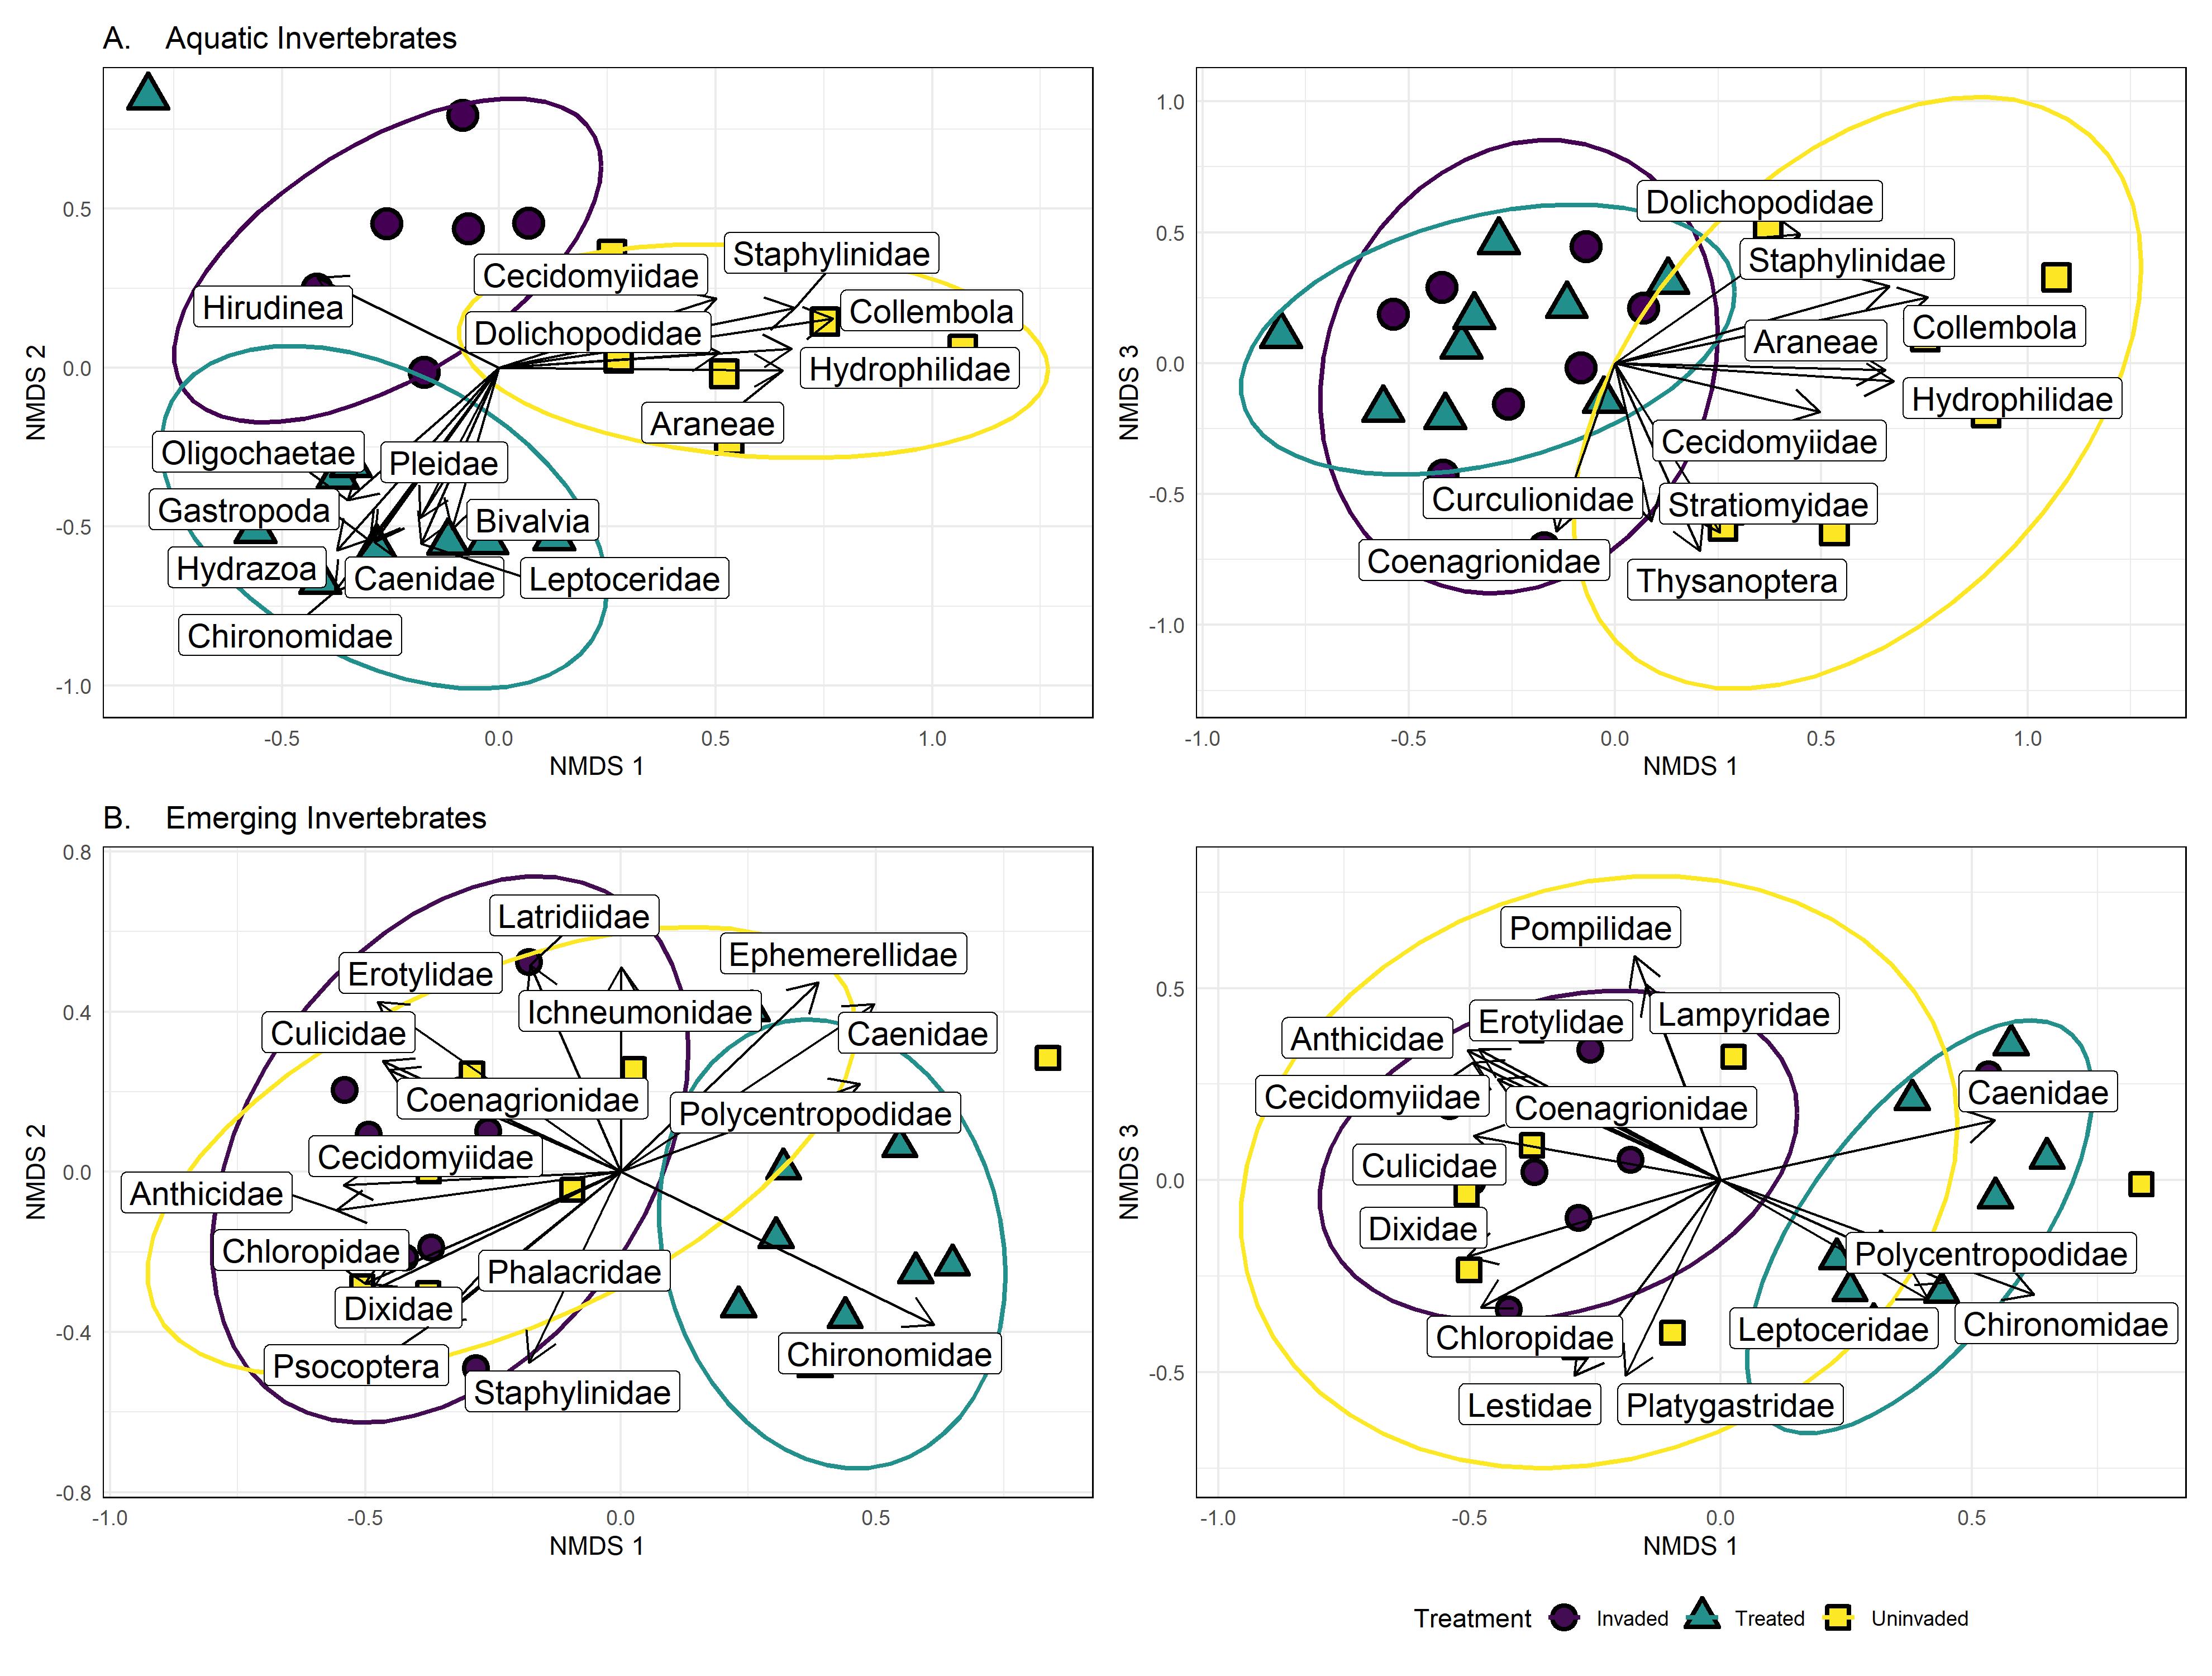 A. Aquatic Invertebrates
0.5
0.0
-0.5
-1.0
NMDS 2
Staphylinidae
Cecidomyiidae
Hirudinea
Collembola
Dolichopodidae
Hydrophilidae
Araneae
Oligochaetae
Pleidae
Gastropoda
Bivalvia
Hydrazoa
Caenidae
Leptoceridae
Chironomidae
-0.5 0.0 0.5 1.0
NMDS 1
1.0
0.5
0.0
-0.5
-1.0
NMDS 3
Dolichopodidae
Staphylinidae
Collembola
Araneae
Hydrophilidae
Cecidomyiidae
Curculionidae
Stratiomyidae
Coenagrionidae
Thysanoptera
-1.0 -0.5 0.0 0.5 1.0
NMDS 1
B. Emerging Invertebrates
0.8
0.4
0.0
-0.4
-0.8
NMDS 2
Latridiidae
Ephemerellidae
Erotylidae
Ichneumonidae
Culicidae
Caenidae
Coenagrionidae
Polycentropodidae
Cecidomyiidae
Anthicidae
Chloropidae
Phalacridae
Dixidae
Chironomidae
Psocoptera
Staphylinidae
-1.0 -0.5 0.0 0.5
NMDS 1
0.5
0.0
-0.5
NMDS 3
Pompilidae
Lampyridae
Erotylidae
Anthicidae
Caenidae
Cecidomyiidae
Coenagrionidae
Culicidae
Dixidae
Polycentropodidae
Chloropidae
Leptoceridae
Chironomidae
Lestidae
Platygastridae
-1.0 -0.5 0.0 0.5
NMDS 1
Treatment Invaded Treated Uninvaded